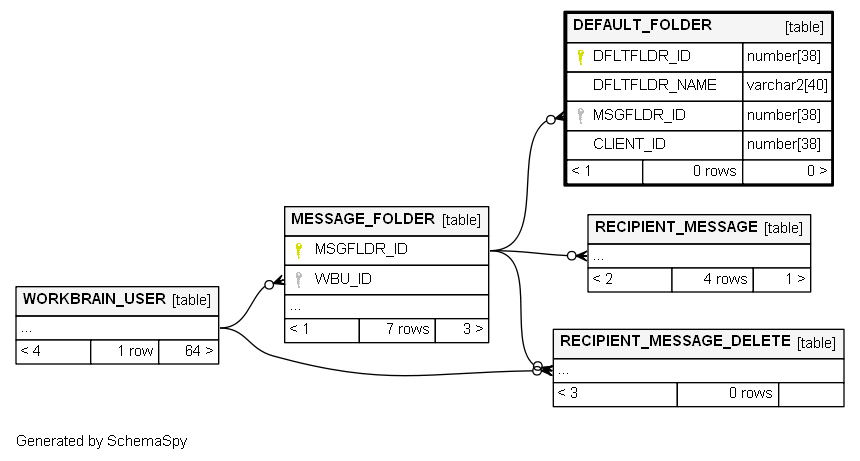 DEFAULT_FOLDER [table]
DFLTFLDR_ID number[38]
DFLTFLDR_NAME varchar2[40]
MSGFLDR_ID number[38]
CLIENT_ID number[38]
< 1 0 rows 0 >
MESSAGE_FOLDER [table]
MSGFLDR_ID
WBU_ID
...
< 1 7 rows 3 >
RECIPIENT_MESSAGE [table]
...
< 2 4 rows 1 >
WORKBRAIN_USER [table]
...
< 4 1 row 64 >
RECIPIENT_MESSAGE_DELETE [table]
...
< 3 0 rows
Generated by SchemaSpy